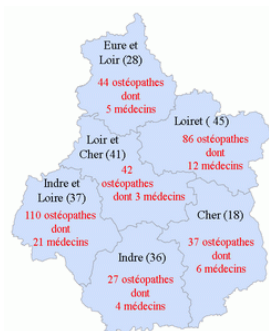 Eure et
Loir (28)
44 ostéopathes
dont
5 médecins
Loiret ( 45)
86 ostéopathes
dont
12 médecins
Loir et
Cher (41)
42
ostéopathes
dont 3 médecins
Indre et
Loire (37)
110 ostéopathes
dont
21 médecins
Cher (18)
37 ostéopathes
dont
6 médecins
Indre (36)
27 ostéopathes
dont
4 médecins